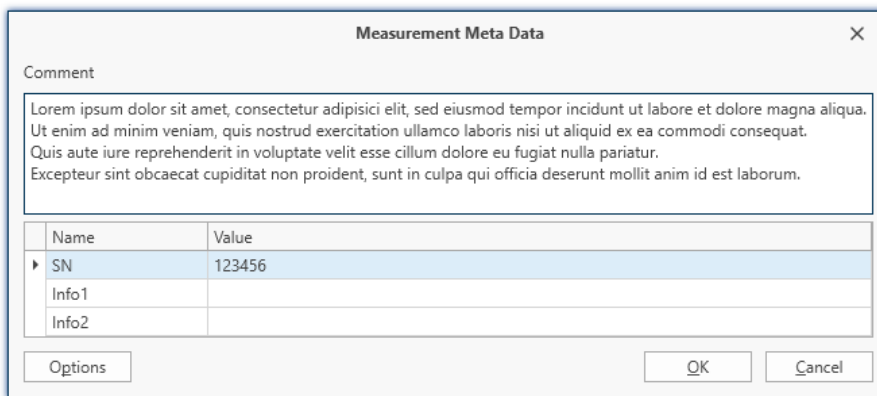 Measurement Meta Data
Comment
Lorem ipsum dolor sit amet, consectetur adipisici elit, sed eiusmod tempor incidunt ut labore et dolore magna aliqua.
Ut enim ad minim veniam, quis nostrud exercitation ullamco laboris nisi ut aliquid ex ea commodi consequat.
Quis aute iure reprehenderit in voluptate velit esse cillum dolore eu fugiat nulla pariatur.
Excepteur sint obcaecat cupiditat non proident, sunt in culpa qui officia deserunt mollit anim id est laborum.
Name Value
SN 123456
Info1
Info2
Options OK Cancel